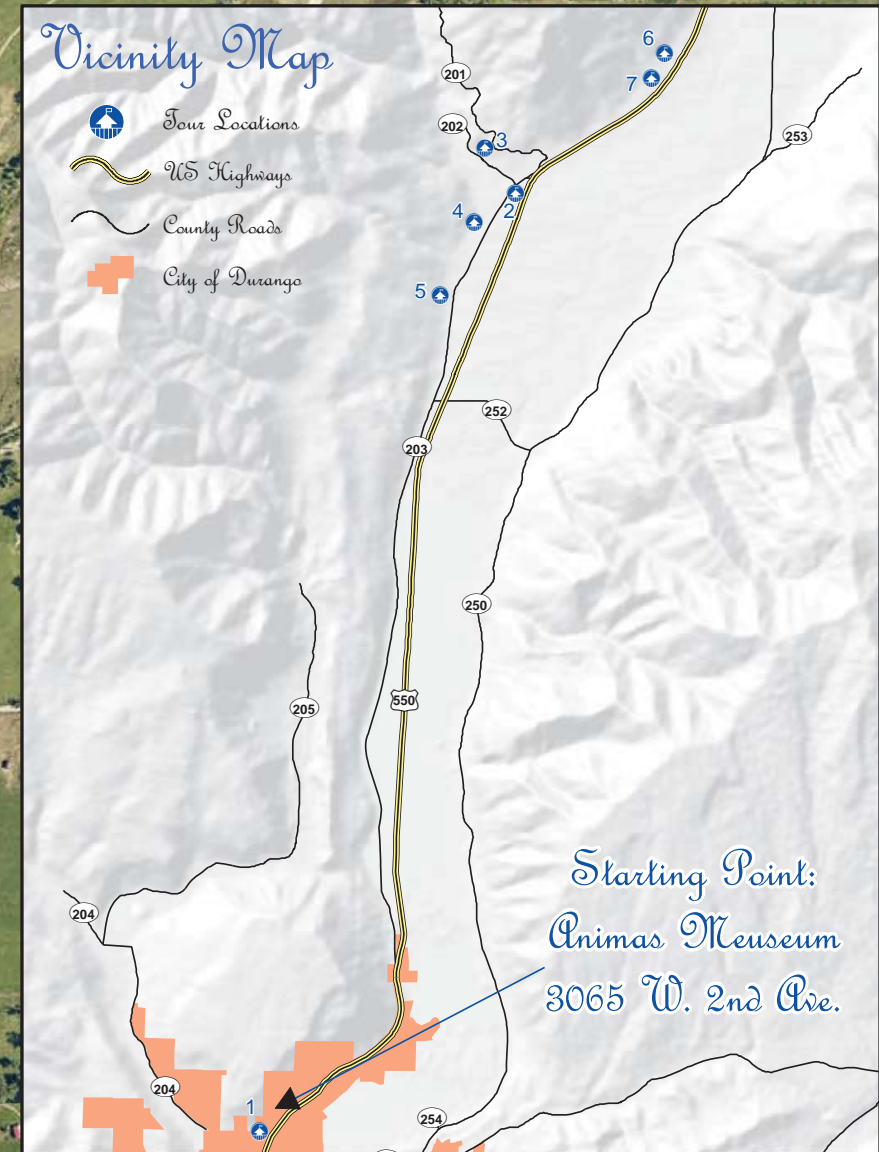 Vicinity Map
Tour Locations
US Highways
County Roads
City of Durango
6
7
201
202
3
253
2
4
5
252
203
250
550
205
Starting Point:
Animas Meuseum
3065 W. 2nd Ave.
204
204
1
254